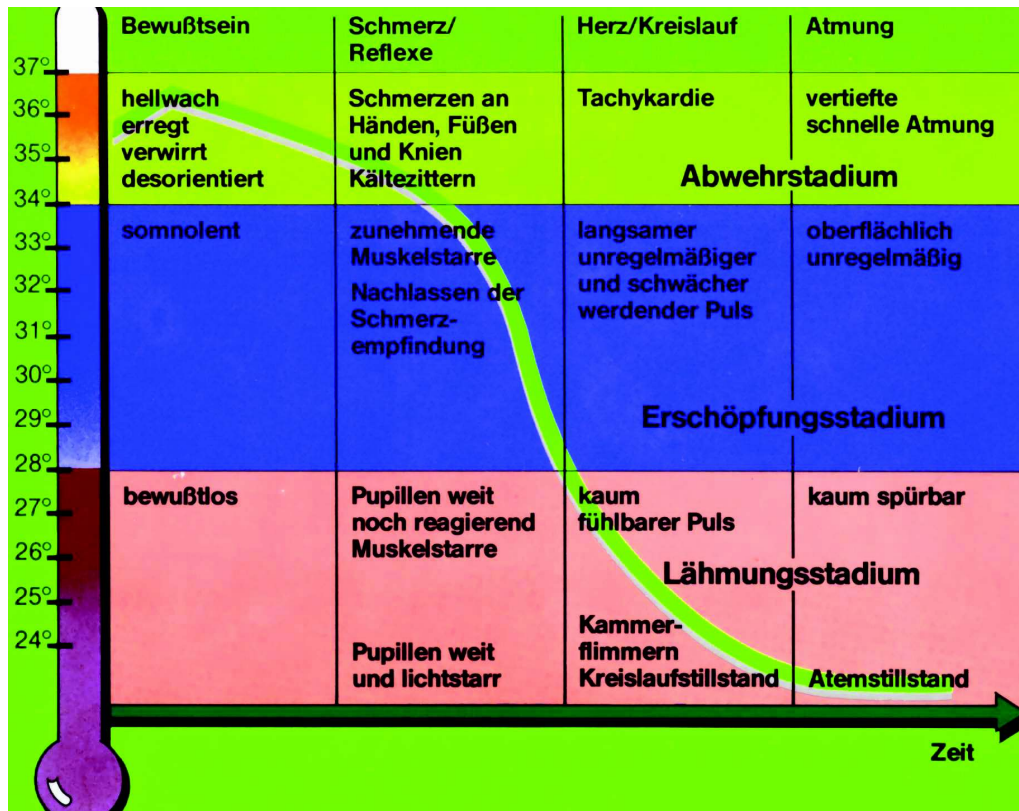 Bewußtsein
Schmerz/
Reflexe
Herz/Kreislauf
Atmung
37°
36°
35°
34°
33°
32°
31°
30°
29°
28°
27°
26°
25°
24°
hellwach
erregt
verwirrt
desorientiert
Schmerzen an
Händen, Füßen
und Knien
Kältezittern
Tachykardie
vertiefte
schnelle Atmung
Abwehrstadium
somnolent
zunehmende
Muskelstarre
Nachlassen der
Schmerz-
empfindung
langsamer
unregelmäßiger
und schwächer
werdender Puls
oberflächlich
unregelmäßig
Erschöpfungsstadium
bewußtlos
Pupillen weit
noch reagierend
Muskelstarre
Pupillen weit
und lichtstarr
kaum
fühlbarer Puls
kaum spürbar
Lähmungsstadium
Kammer-
flimmern
Kreislaufstillstand
Atemstillstand
Zeit